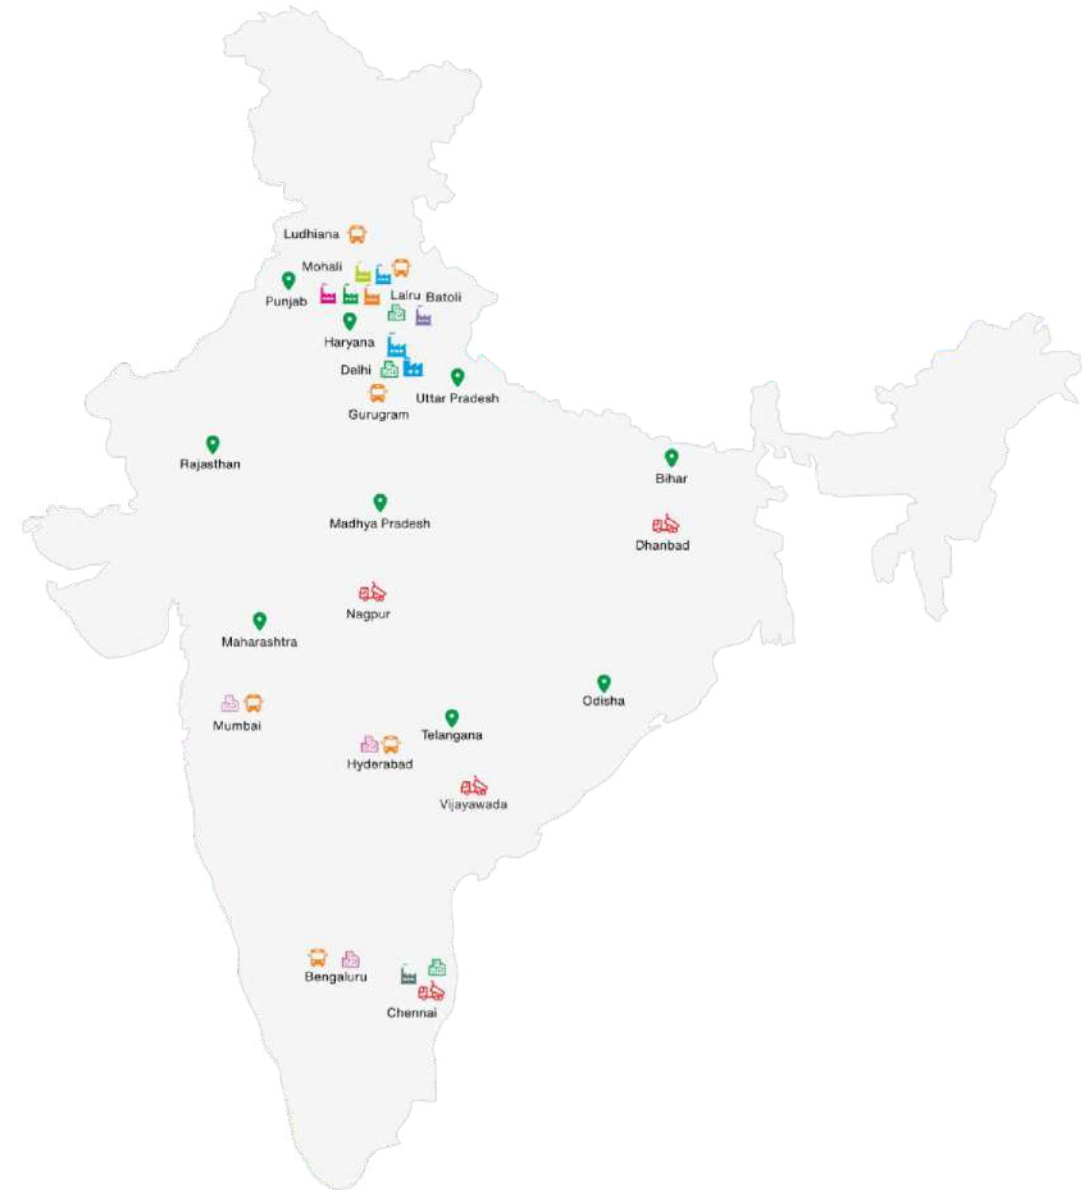 Ludhiana
Mohali
Punjab
Lairu Batoli
Haryana
Delhi
Uttar Pradesh
Gurugram
Rajasthan
Bihar
Madhya Pradesh
Dhanbad
Nagpur
Maharashtra
Odisha
Mumbai
Telangana
Hyderabad
Vijayawada
Bengaluru
Chennai